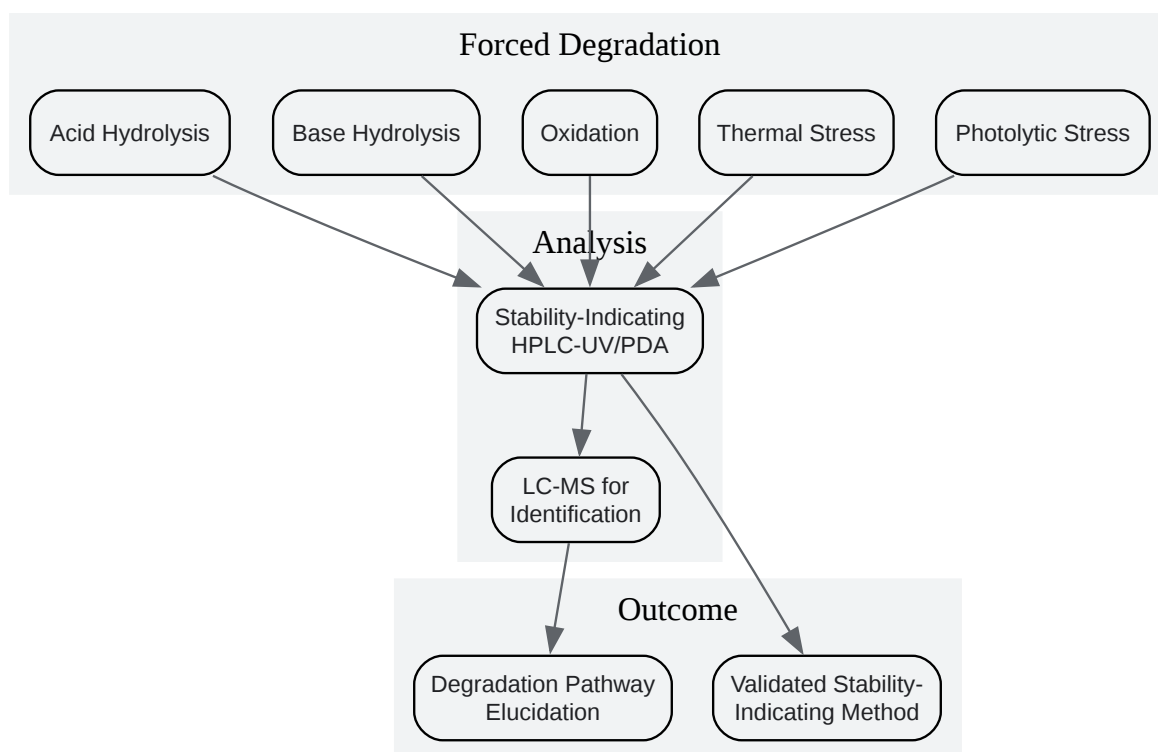 Forced Degradation
Acid Hydrolysis
Base Hydrolysis
Oxidation
Thermal Stress
Photolytic Stress
Analysis
Stability-Indicating
HPLC-UV/PDA
LC-MS for
Identification
Outcome
Degradation Pathway
Elucidation
Validated Stability-
Indicating Method